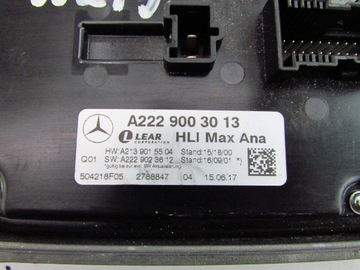 A222 900 30 13
LEAR CORPORATION HLI Max Ana
HW:A213 901 55 04 Stand:15/18/00
Q01 SW:A222 902 36 12 Stand:16/09/01 *)
504218F05 2788847 04 15.06.17